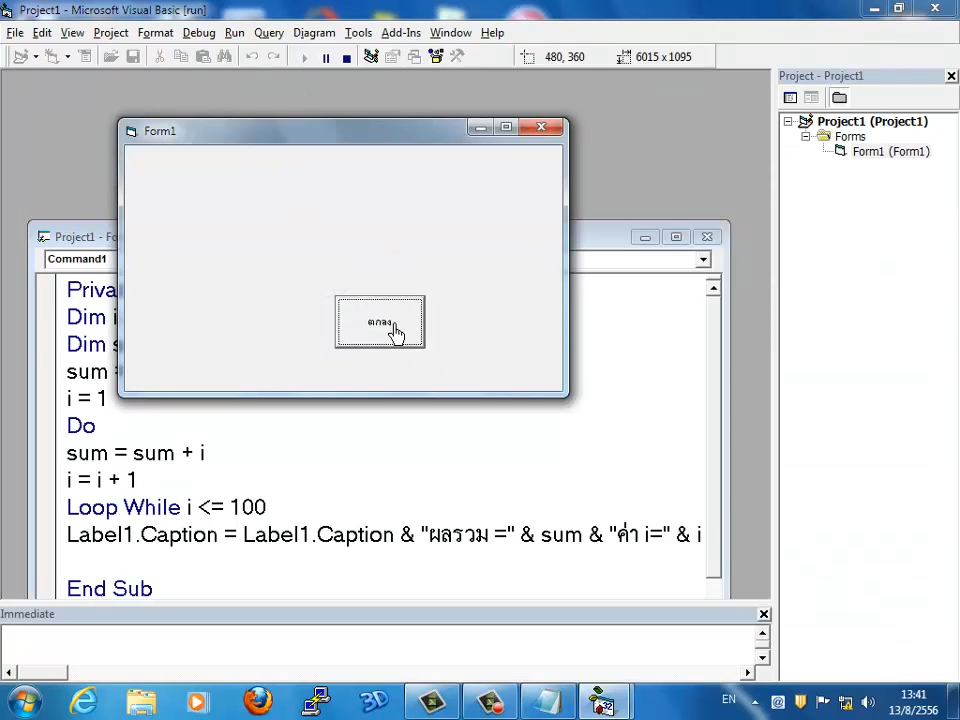 Project1 - Microsoft Visual Basic [run]
File Edit View Project Format Debug Run Query Diagram Tools Add-Ins Window Help
480, 360 6015 x 1095
Project - Project1
Project1 (Project1)
Forms
Form1 (Form1)
Form1
ตกลง
Project1 - Fo
Command1
Priva
Dim i
Dim s
sum =
i = 1
Do
sum = sum + i
i = i + 1
Loop While i <= 100
Label1.Caption = Label1.Caption & "ผลรวม =" & sum & "ค่า i=" & i
End Sub
Immediate
EN
13:41
13/8/2556